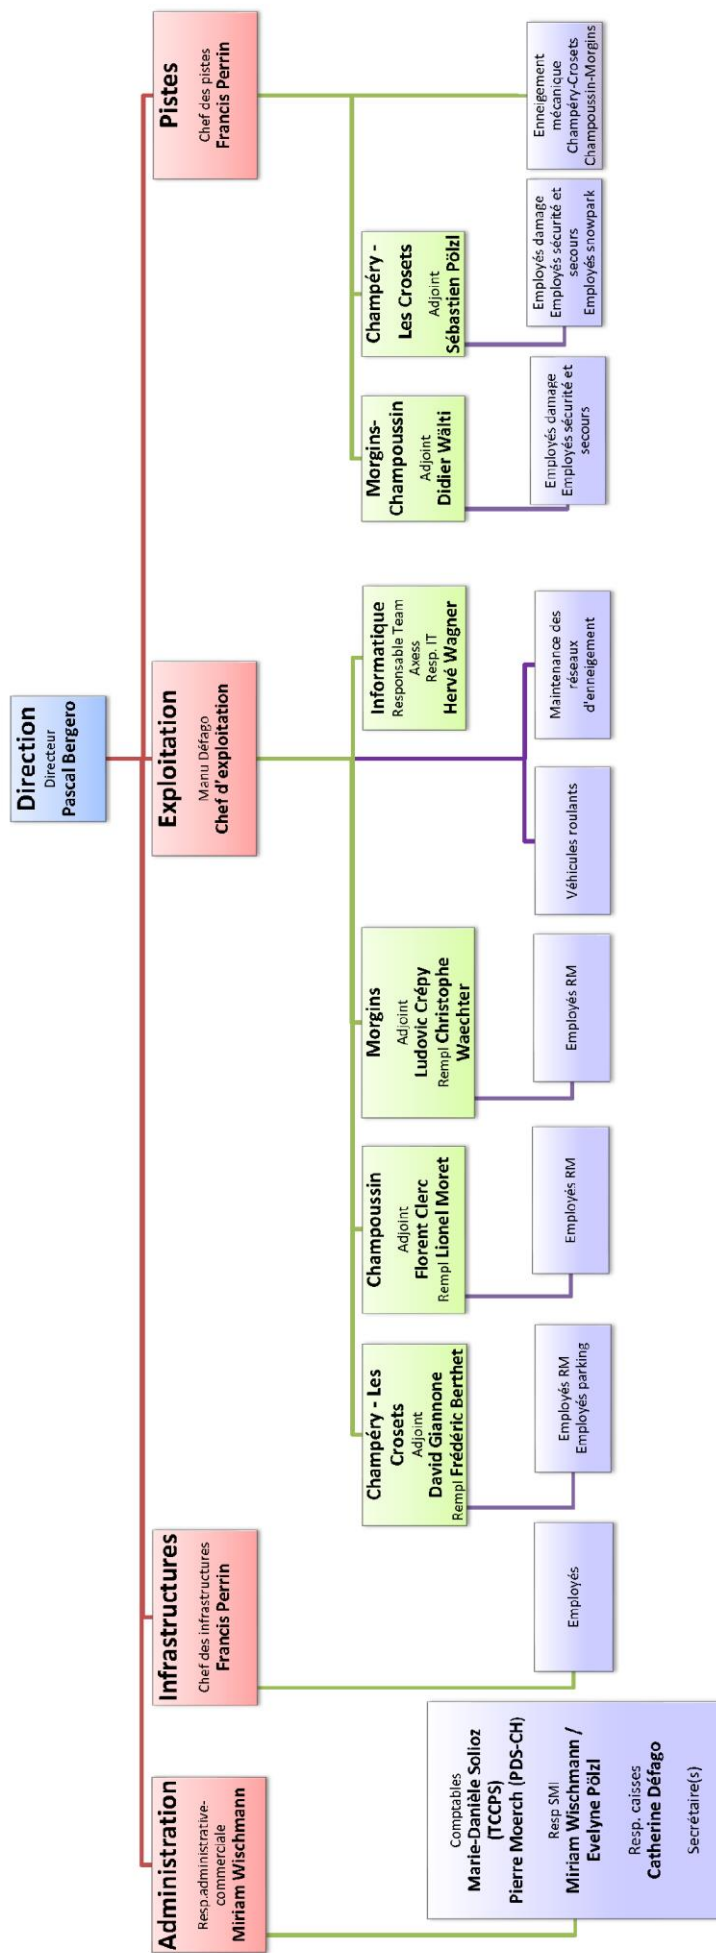 Direction
Directeur
Pascal Bergero
Administration
Resp.administrative-
commerciale
Miriam Wischmann
Infrastructures
Chef des infrastructures
Francis Perrin
Exploitation
Manu Défago
Chef d'exploitation
Pistes
Chef des pistes
Francis Perrin
Comptables
Marie-Danièle Solioz
(TCCPS)
Pierre Moerch (PDS-CH)
Resp SMI
Miriam Wischmann /
Evelyne Pölzl
Resp. caisses
Catherine Défago
Secrétaire(s)
Employés
Champéry - Les
Crosets
Adjoint
David Giannone
Rempl Frédéric Berthet
Employés RM
Employés parking
Champoussin
Adjoint
Florent Clerc
Rempl Lionel Moret
Employés RM
Morgins
Adjoint
Ludovic Crépy
Rempl Christophe
Waechter
Employés RM
Informatique
Responsable Team
Axess
Resp. IT
Hervé Wagner
Véhicules roulants
Maintenance des
réseaux
d'enneigement
Morgins-
Champoussin
Adjoint
Didier Wälti
Employés damage
Employés sécurité et
secours
Champéry -
Les Crosets
Adjoint
Sébastien Pölzl
Employés damage
Employés sécurité et
secours
Employés snowpark
Enneigement
mécanique
Champéry-Crosets
Champoussin-Morgins